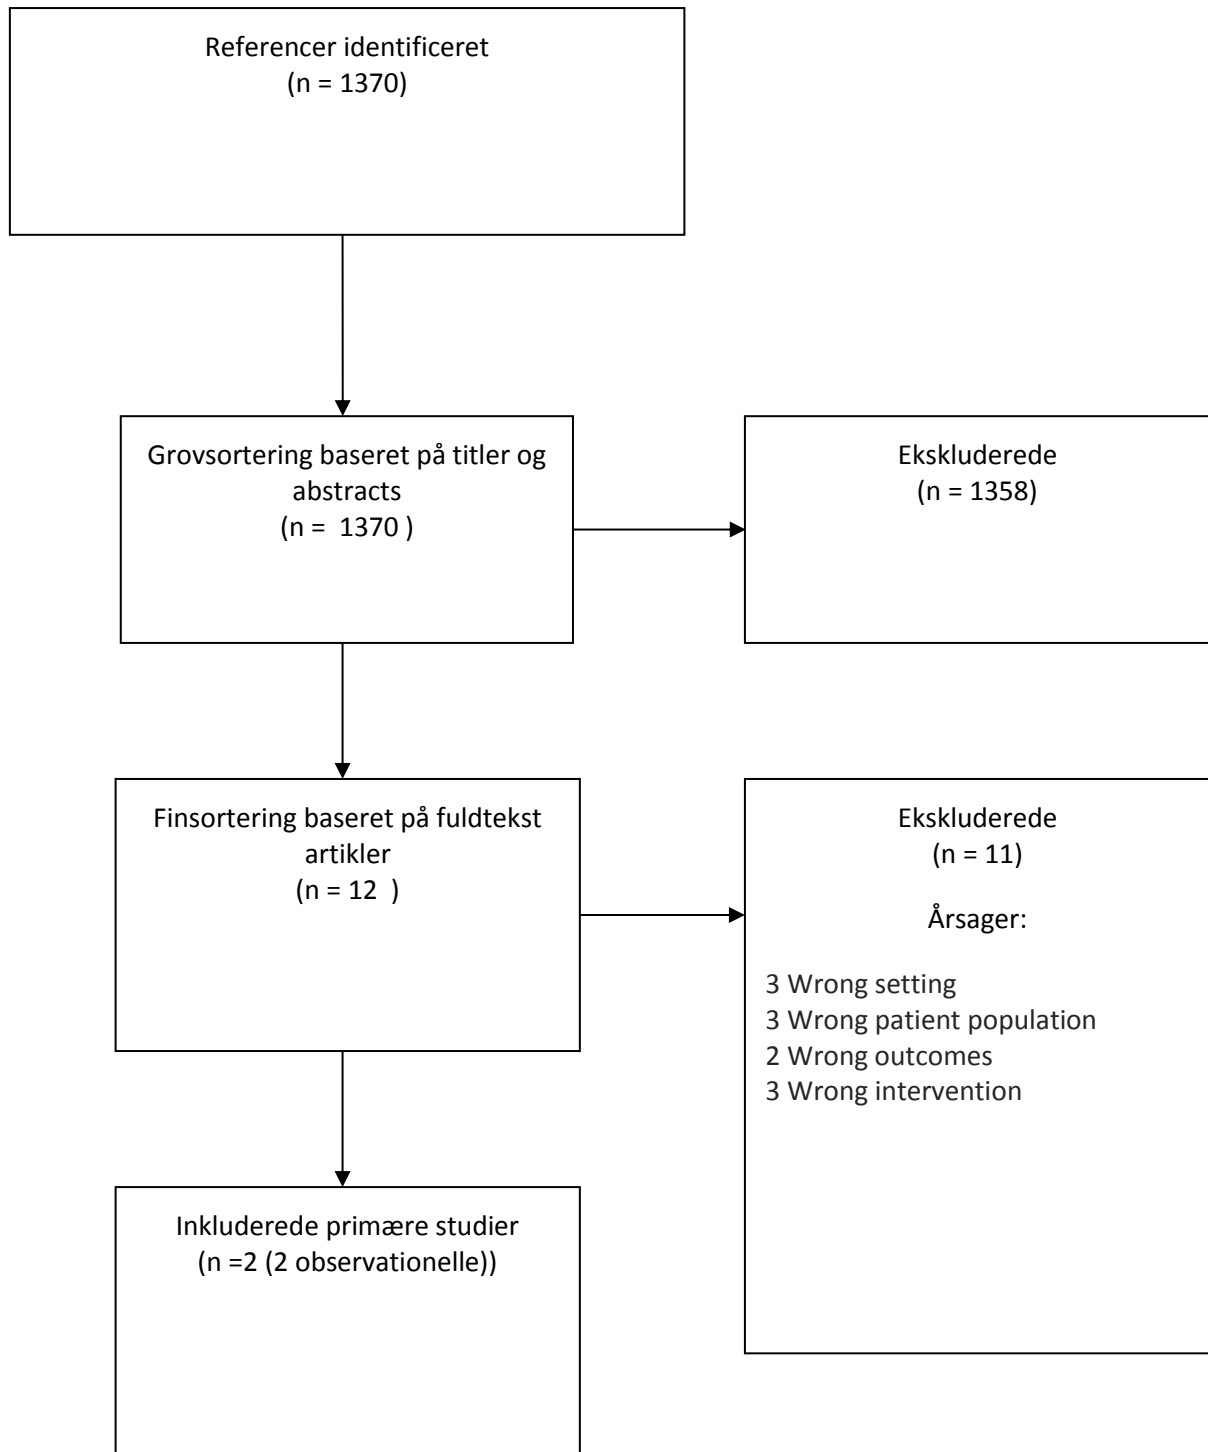 Referencer identificeret
(n = 1370)
Grovsortering baseret på titler og
abstracts
(n =  1370 )
Ekskluderede
(n = 1358)
Finsortering baseret på fuldtekst
artikler
(n = 12  )
Ekskluderede
(n = 11)
Årsager:
3 Wrong setting
3 Wrong patient population
2 Wrong outcomes
3 Wrong intervention
Inkluderede primære studier
(n =2 (2 observationelle))